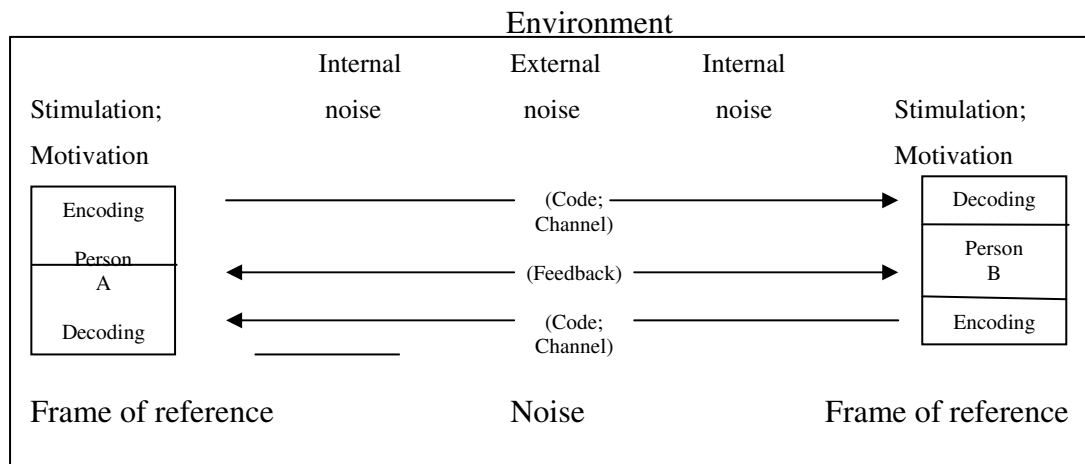 Environment
Internal External Internal
Stimulation; noise noise noise Stimulation;
Motivation Motivation
Encoding (Code; Decoding
Channel)
Person Person
A (Feedback) B
Decoding (Code; Encoding
Channel)
Frame of reference Noise Frame of reference